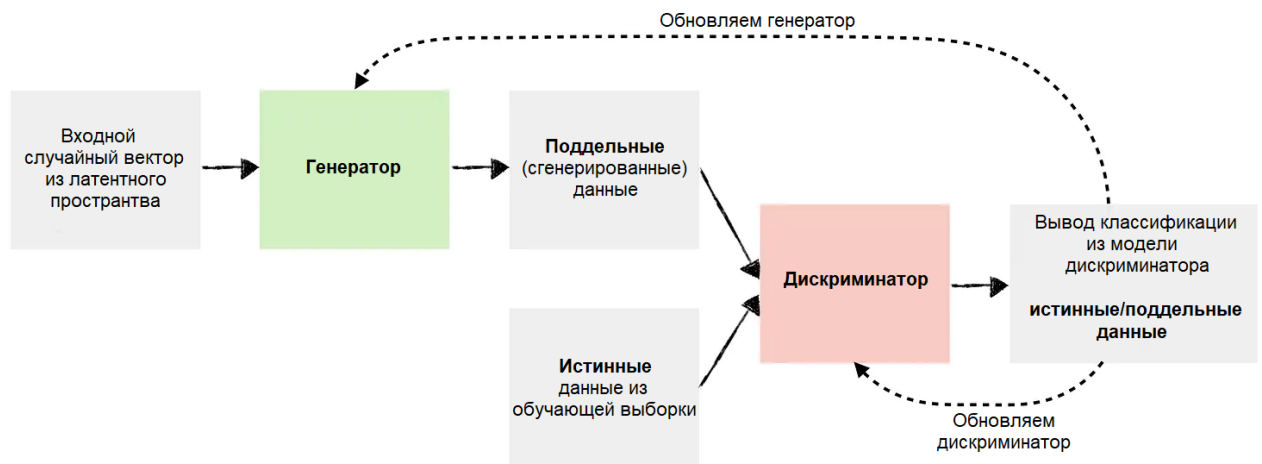 Обновляем генератор
Входной
случайный вектор
из латентного
пространтва
Генератор
Поддельные
(сгенерированные)
данные
Истинные
данные из
обучающей выборки
Дискриминатор
Вывод классификации
из модели
дискриминатора
истинные/поддельные
данные
Обновляем
дискриминатор